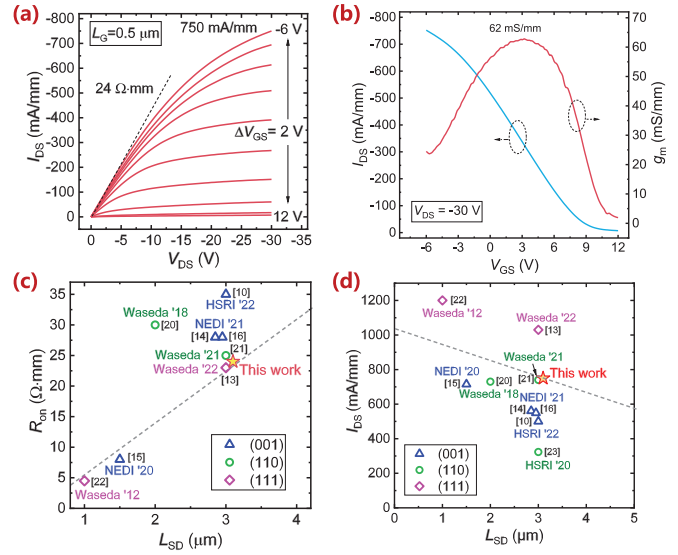 (a)
L_G=0.5 μm
750 mA/mm
-6 V
24 Ω·mm
ΔV_GS = 2 V
12 V
-800
-700
-600
-500
-400
-300
-200
-100
0
I_DS (mA/mm)
0 -5 -10 -15 -20 -25 -30 -35
V_DS (V)
(b)
62 mS/mm
-800
-700
-600
-500
-400
-300
-200
-100
0
I_DS (mA/mm)
70
60
50
40
30
20
10
0
g_m (mS/mm)
V_DS = -30 V
-6 -3 0 3 6 9 12
V_GS (V)
(c)
35
30
25
20
15
10
5
0
R_on (Ω·mm)
[10]
HSRI '22
Waseda '18
[20]
NEDI '21
[14] [16]
[21]
Waseda '21
This work
Waseda '22
[13]
[15]
NEDI '20
[22]
Waseda '12
(001)
(110)
(111)
1 2 3 4
L_SD (μm)
(d)
1200
1000
800
600
400
200
0
I_DS (mA/mm)
[22]
Waseda '12
Waseda '22
[13]
Waseda '21
NEDI '20
[15]
[21]
This work
[20]
Waseda'18
NEDI'21
[14] [16]
[10]
HSRI '22
[23]
HSRI '20
(001)
(110)
(111)
0 1 2 3 4 5
L_SD (μm)